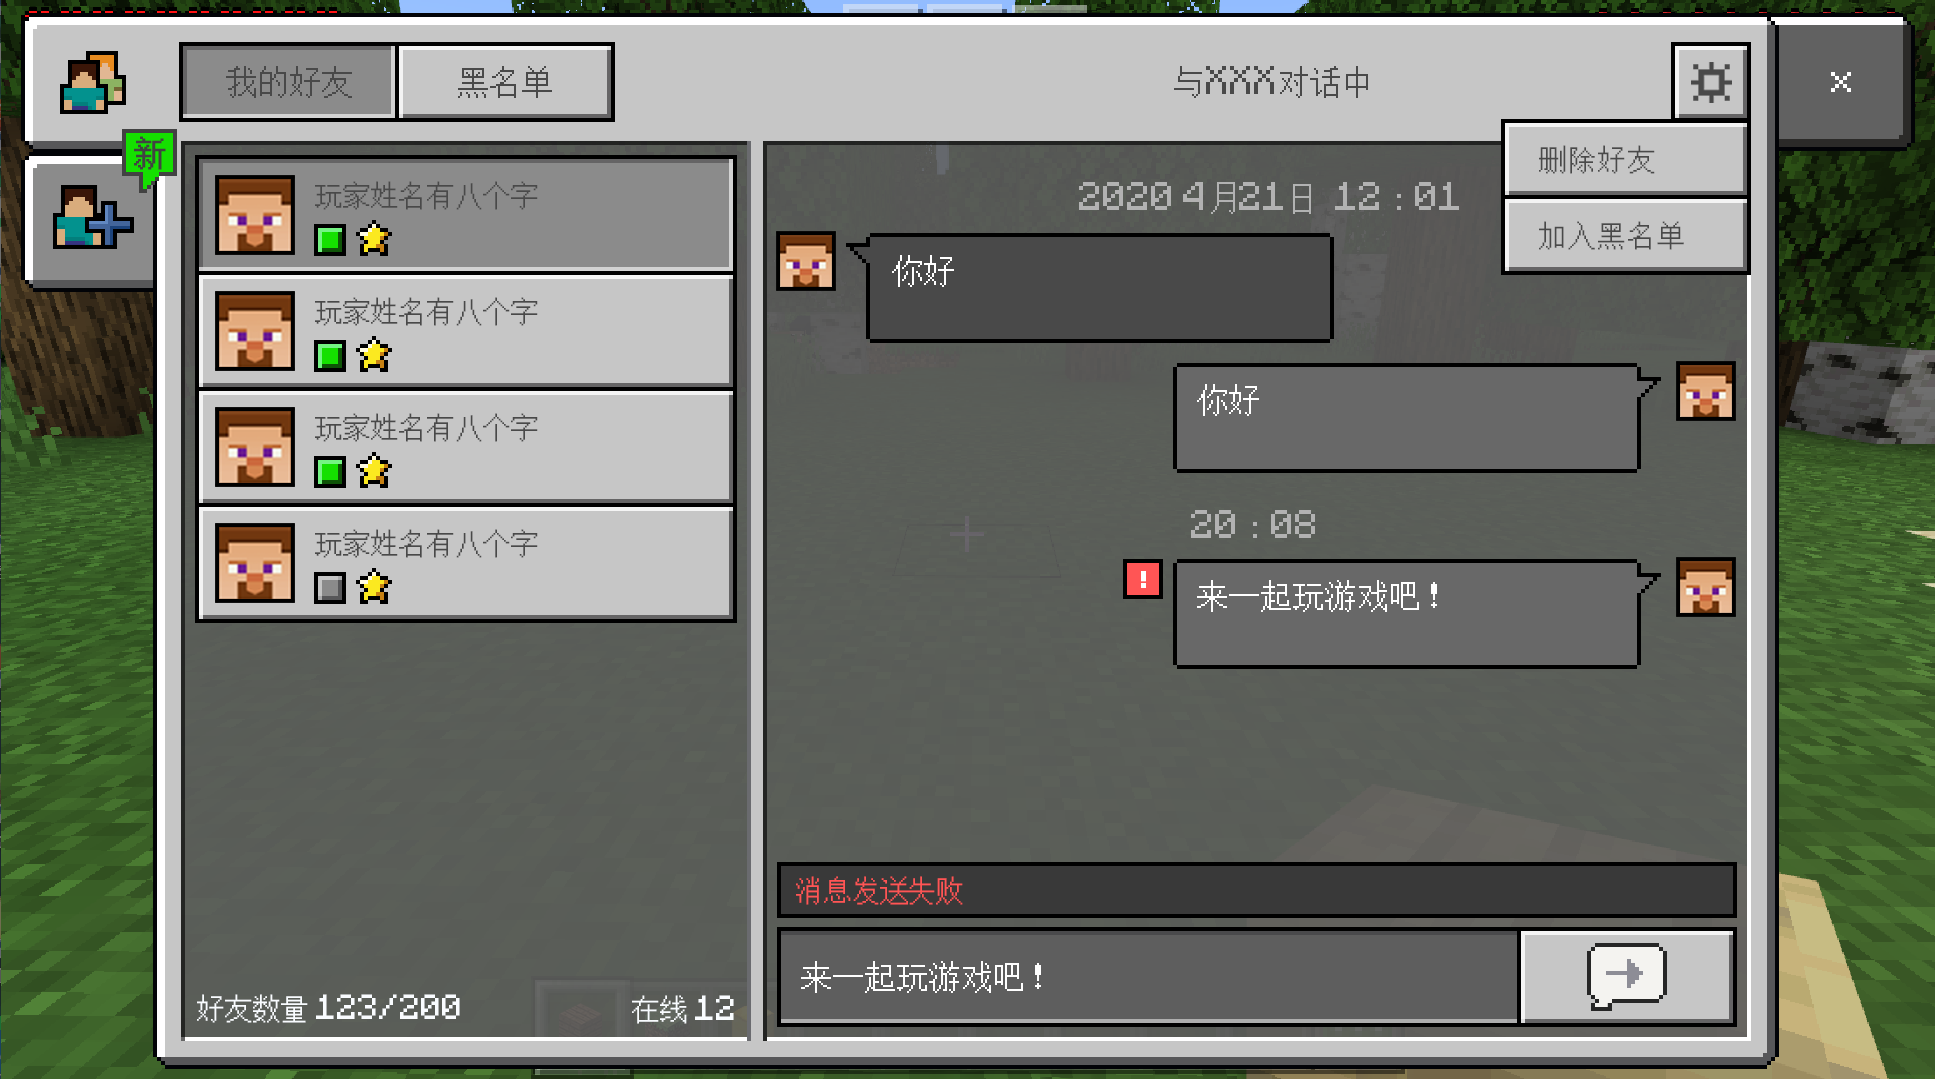 我的好友
黑名单
与XXX对话中
×
新
删除好友
加入黑名单
玩家姓名有八个字
玩家姓名有八个字
玩家姓名有八个字
玩家姓名有八个字
好友数量 123/200
在线 12
2020 4月21日 12:01
你好
你好
20:08
!
来一起玩游戏吧！
消息发送失败
来一起玩游戏吧！